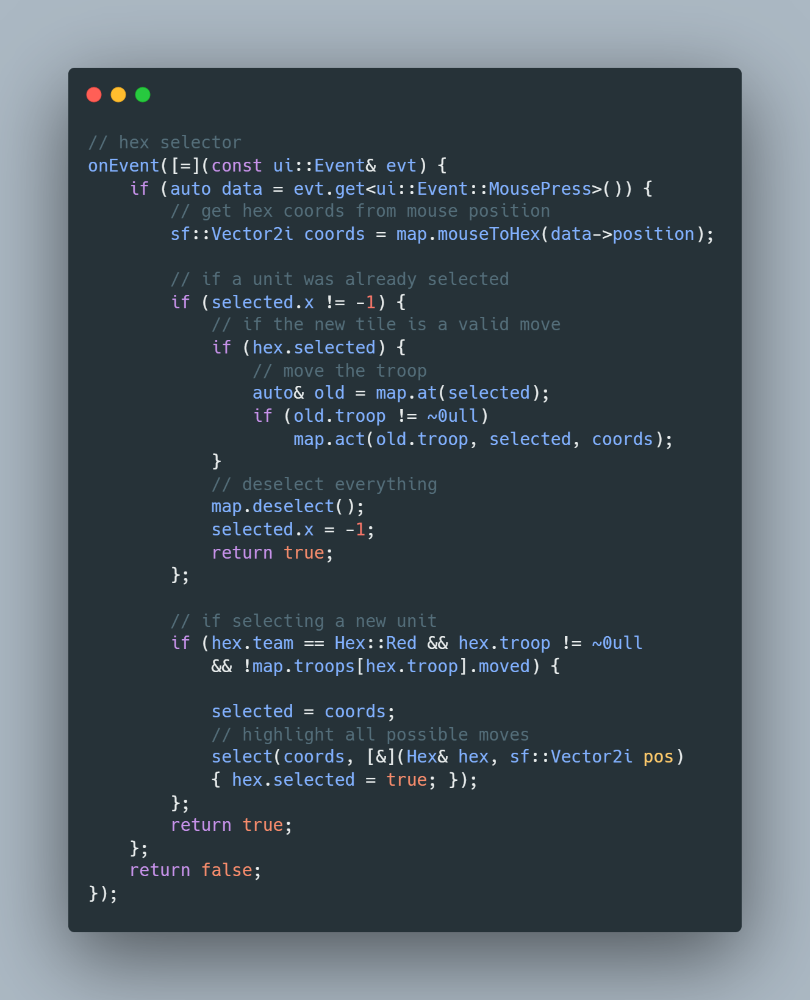 // hex selector
onEvent([=](const ui::Event& evt) {
    if (auto data = evt.get<ui::Event::MousePress>()) {
        // get hex coords from mouse position
        sf::Vector2i coords = map.mouseToHex(data->position);

        // if a unit was already selected
        if (selected.x != -1) {
            // if the new tile is a valid move
            if (hex.selected) {
                // move the troop
                auto& old = map.at(selected);
                if (old.troop != ~0ull)
                    map.act(old.troop, selected, coords);
            }
            // deselect everything
            map.deselect();
            selected.x = -1;
            return true;
        };

        // if selecting a new unit
        if (hex.team == Hex::Red && hex.troop != ~0ull
            && !map.troops[hex.troop].moved) {

            selected = coords;
            // highlight all possible moves
            select(coords, [&](Hex& hex, sf::Vector2i pos)
            { hex.selected = true; });
        };
        return true;
    };
    return false;
});